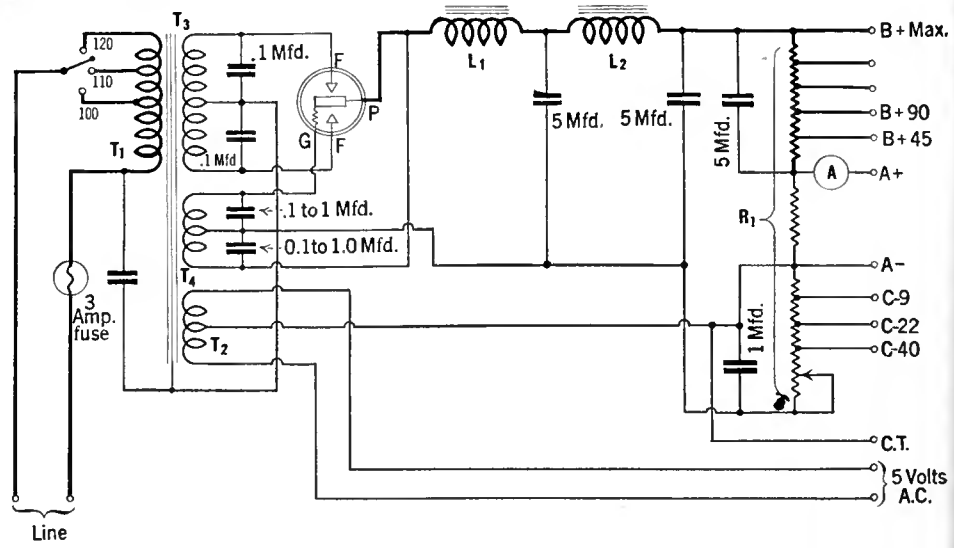 T3
120
110
100
T1
.1 Mfd.
.1 Mfd
F
P
G
F
L1
L2
5 Mfd.
5 Mfd.
5 Mfd.
B + Max.
B + 90
B + 45
A
A+
R1
.1 to 1 Mfd.
0.1 to 1.0 Mfd.
T4
A-
C-9
C-22
C-40
3
Amp.
fuse
T2
1 Mfd.
C.T.
5 Volts
A.C.
Line